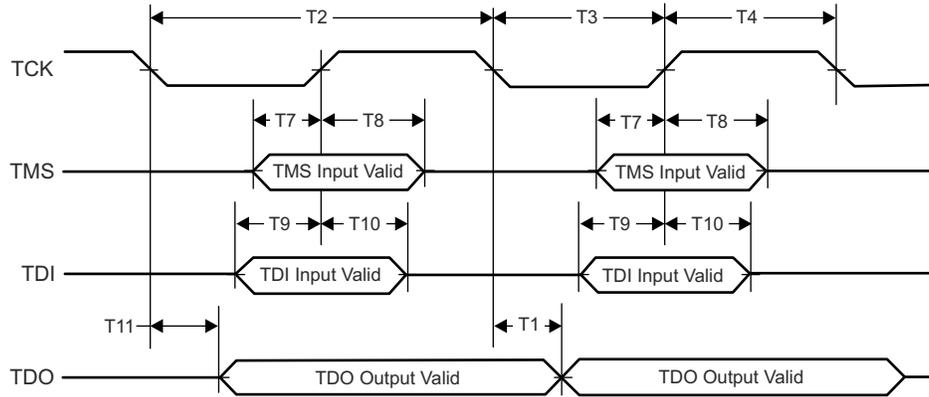 T2 T3 T4
TCK
T7 T8 T7 T8
TMS TMS Input Valid TMS Input Valid
T9 T10 T9 T10
TDI TDI Input Valid TDI Input Valid
T11 T1
TDO TDO Output Valid TDO Output Valid